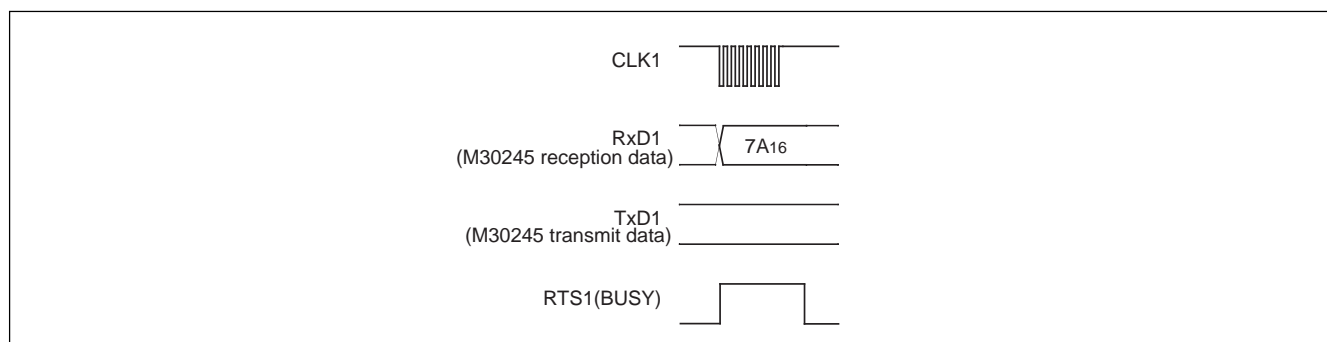 CLK1
RxD1
(M30245 reception data)
7A16
TxD1
(M30245 transmit data)
RTS1(BUSY)